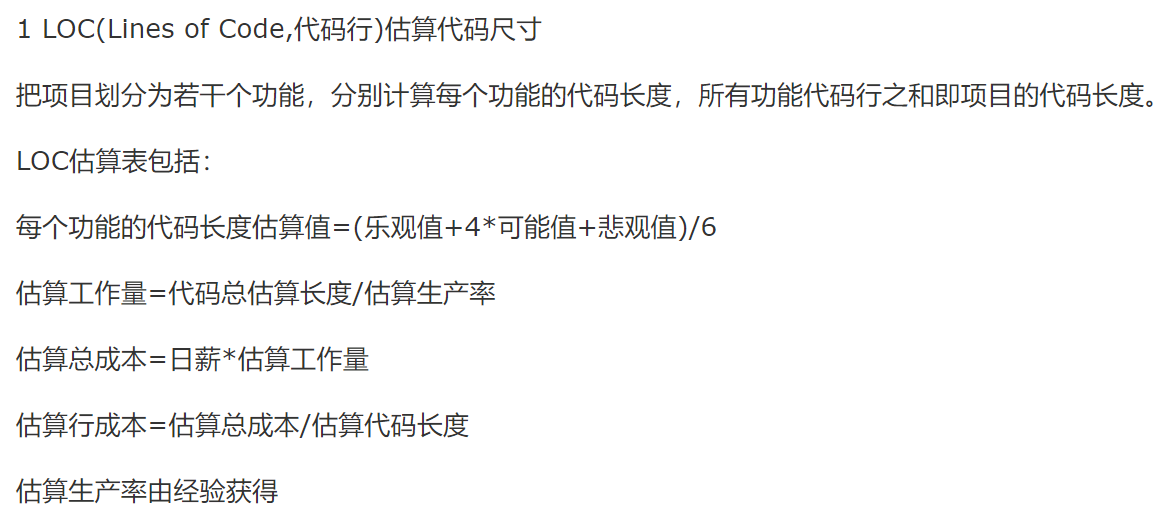 1 LOC(Lines of Code,代码行)估算代码尺寸
把项目划分为若干个功能，分别计算每个功能的代码长度，所有功能代码行之和即项目的代码长度。
LOC估算表包括：
每个功能的代码长度估算值=(乐观值+4*可能值+悲观值)/6
估算工作量=代码总估算长度/估算生产率
估算总成本=日薪*估算工作量
估算行成本=估算总成本/估算代码长度
估算生产率由经验获得